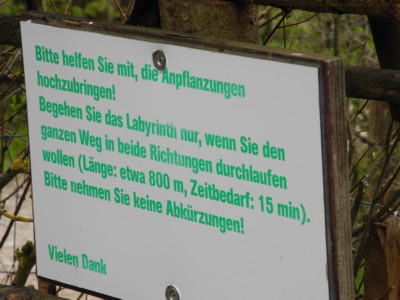 Bitte helfen Sie mit, die Anpflanzungen
hochzubringen!
Begehen Sie das Labyrinth nur, wenn Sie den
ganzen Weg in beide Richtungen durchlaufen
wollen (Länge: etwa 800 m, Zeitbedarf: 15 min).
Bitte nehmen Sie keine Abkürzungen!
Vielen Dank